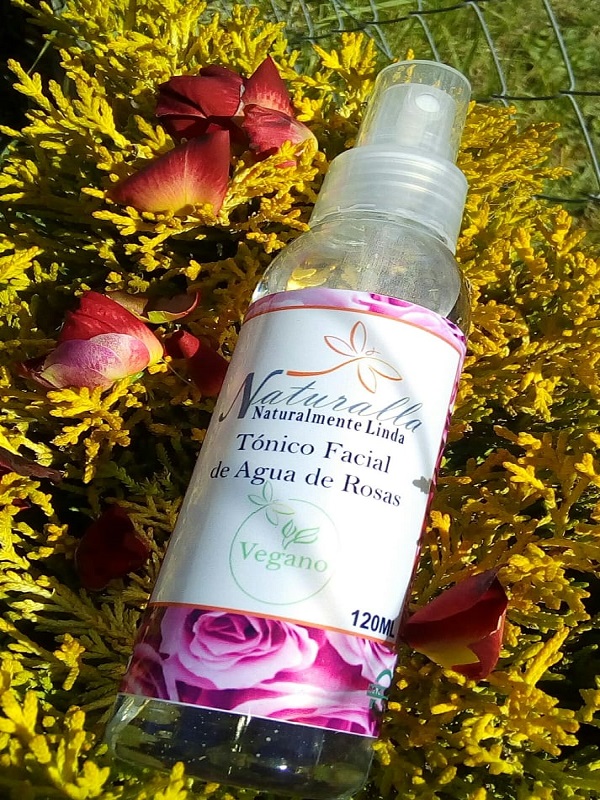 Naturalla
Naturalmente Linda
Tónico Facial
de Agua de Rosas
Vegano
120ML